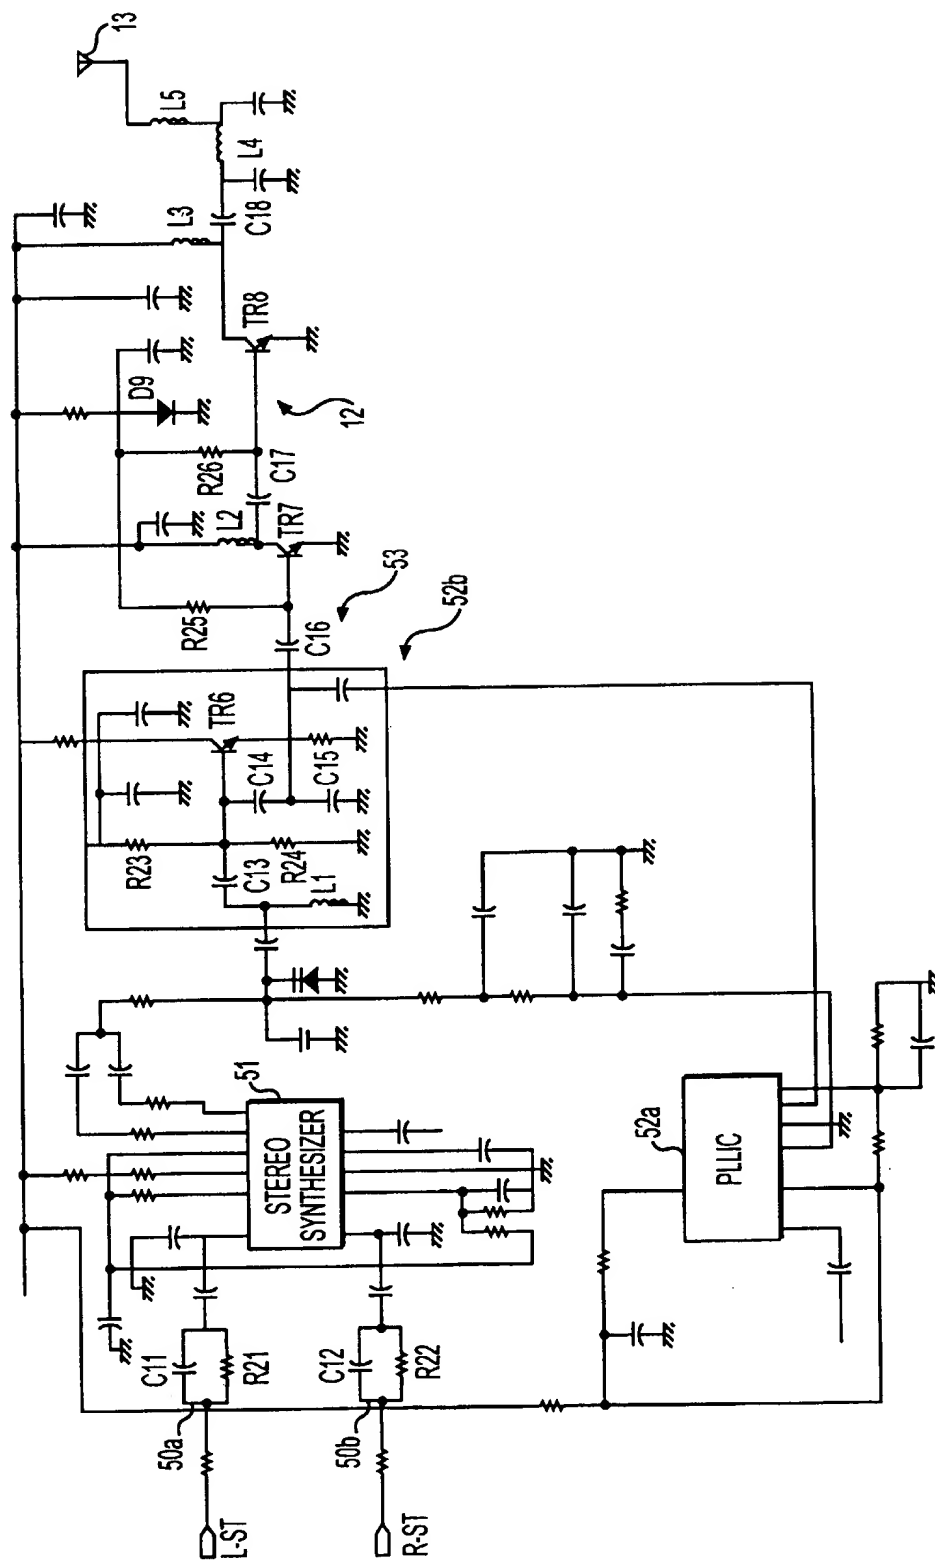 L-ST
R-ST
50a
50b
C11
R21
C12
R22
51
STEREO
SYNTHESIZER
52a
PLLIC
R23
C13
R24
L1
TR6
C14
C15
52b
53
C16
R25
L2
TR7
C17
R26
D9
12
TR8
L3
C18
L4
L5
13